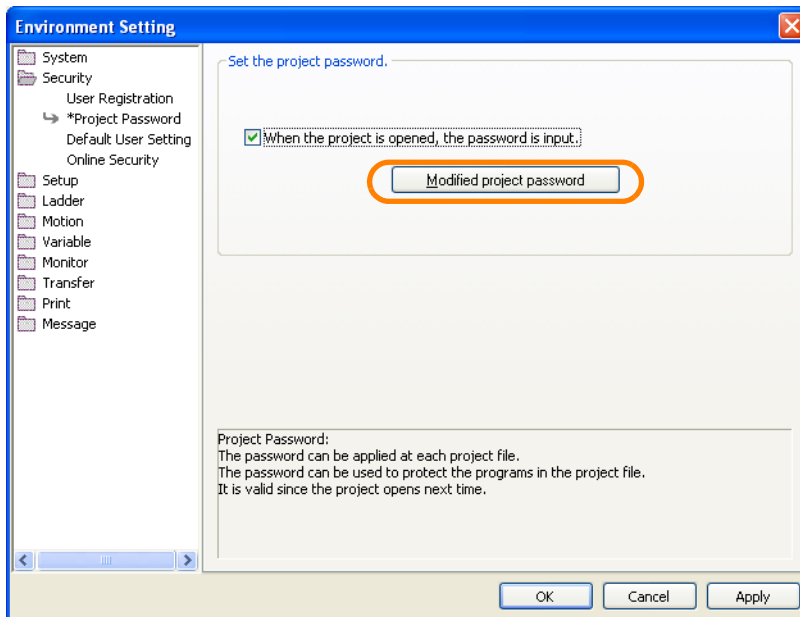 Environment Setting
System
Security
User Registration
*Project Password
Default User Setting
Online Security
Setup
Ladder
Motion
Variable
Monitor
Transfer
Print
Message
Set the project password.
When the project is opened, the password is input.
Modified project password
Project Password:
The password can be applied at each project file.
The password can be used to protect the programs in the project file.
It is valid since the project opens next time.
OK
Cancel
Apply